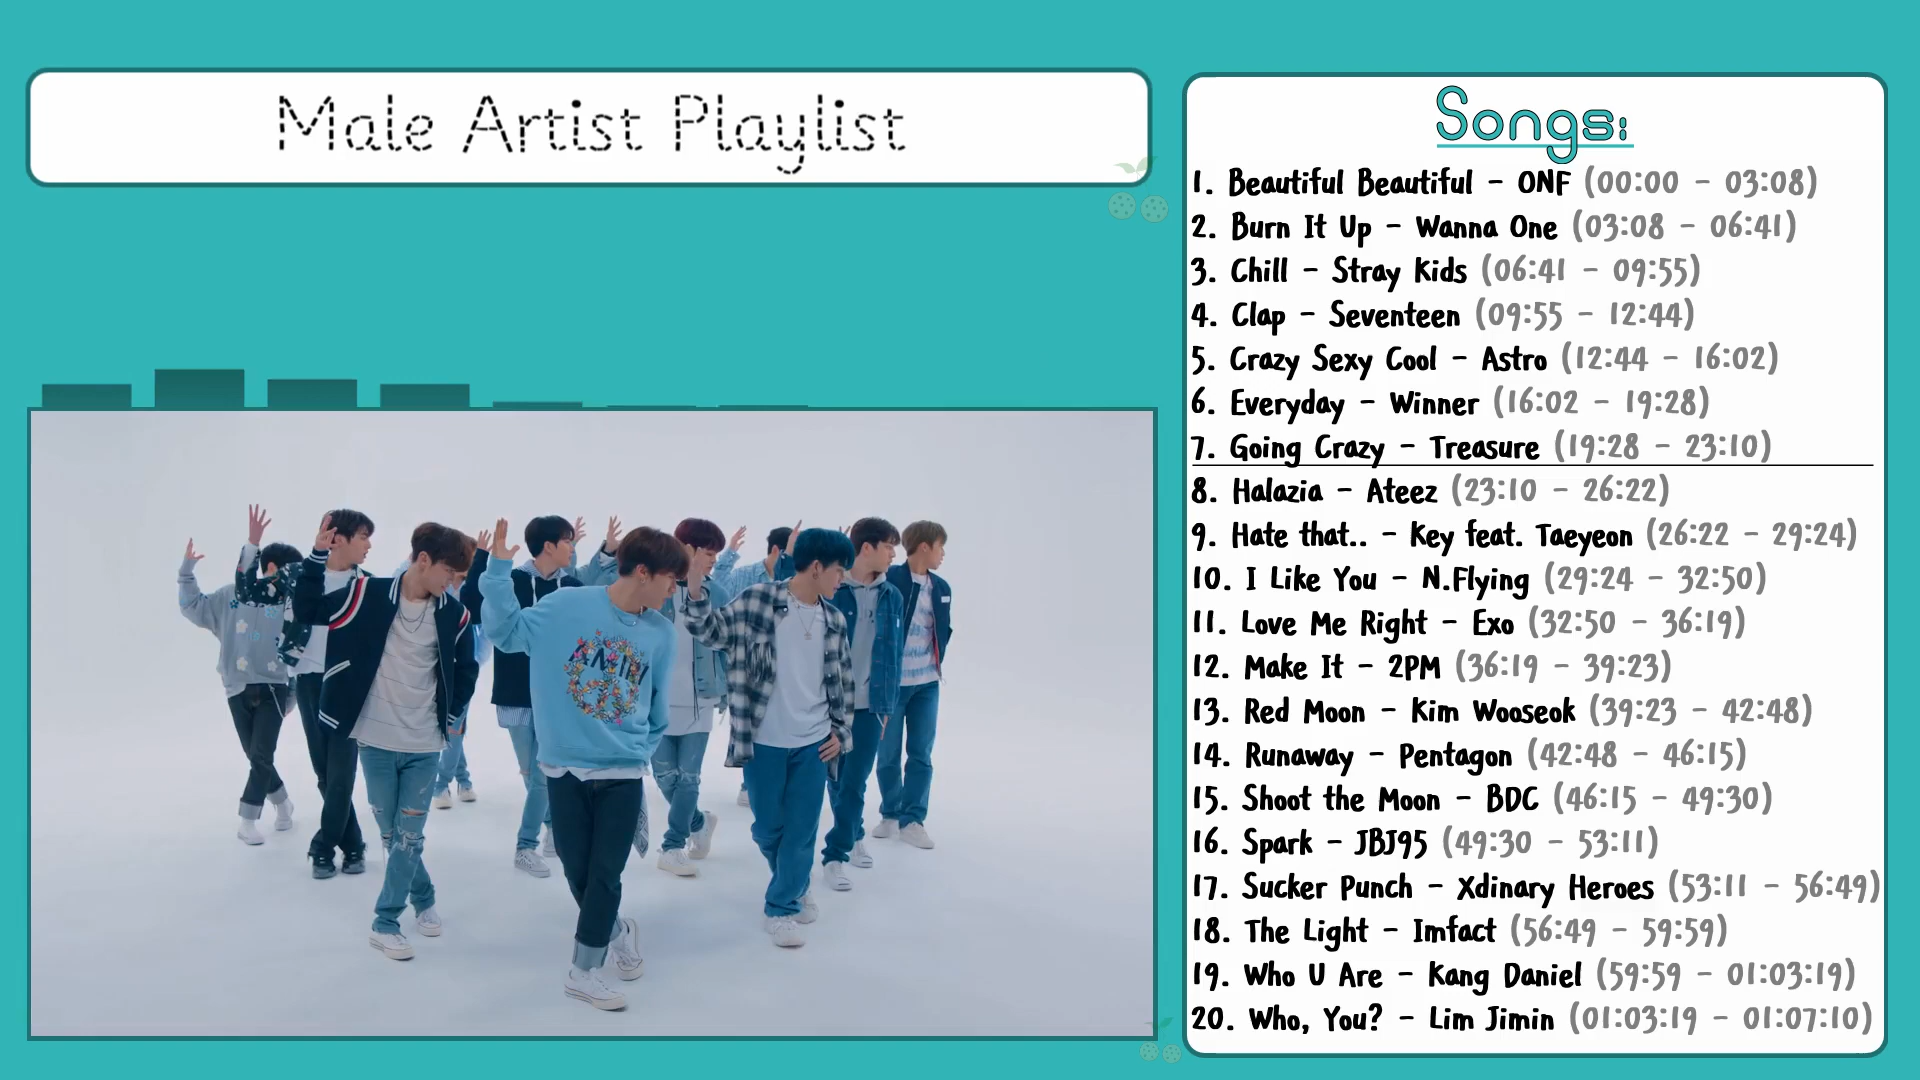 Male Artist Playlist
Songs:
1. Beautiful Beautiful - ONF (00:00 - 03:08)
2. Burn It Up - Wanna One (03:08 - 06:41)
3. Chill - Stray Kids (06:41 - 09:55)
4. Clap - Seventeen (09:55 - 12:44)
5. Crazy Sexy Cool - Astro (12:44 - 16:02)
6. Everyday - Winner (16:02 - 19:28)
7. Going Crazy - Treasure (19:28 - 23:10)
8. Halazia - Ateez (23:10 - 26:22)
9. Hate that.. - Key feat. Taeyeon (26:22 - 29:24)
10. I Like You - N.Flying (29:24 - 32:50)
11. Love Me Right - Exo (32:50 - 36:19)
12. Make It - 2PM (36:19 - 39:23)
13. Red Moon - Kim Wooseok (39:23 - 42:48)
14. Runaway - Pentagon (42:48 - 46:15)
15. Shoot the Moon - BDC (46:15 - 49:30)
16. Spark - JBJ95 (49:30 - 53:11)
17. Sucker Punch - Xdinary Heroes (53:11 - 56:49)
18. The Light - Imfact (56:49 - 59:59)
19. Who U Are - Kang Daniel (59:59 - 01:03:19)
20. Who, You? - Lim Jimin (01:03:19 - 01:07:10)